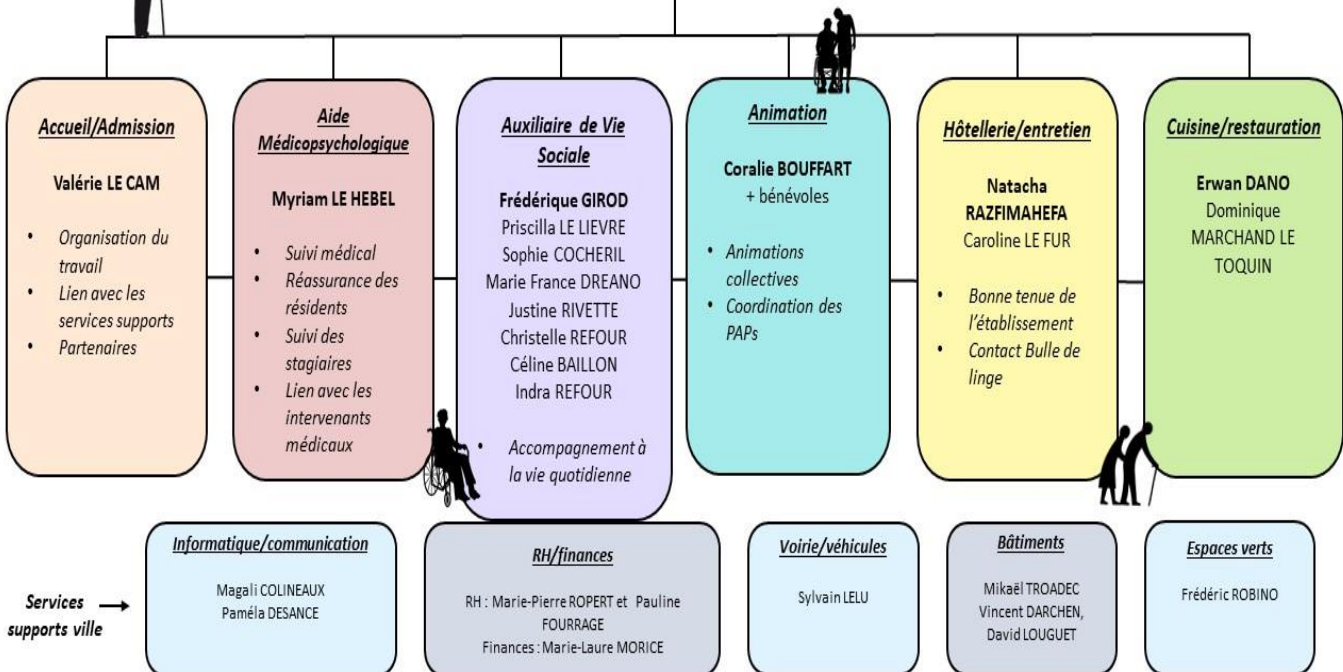 Accueil/Admission
Valérie LE CAM
• Organisation du
travail
• Lien avec les
services supports
• Partenaires
Aide
Médicopsychologique
Myriam LE HEBEL
• Suivi médical
• Réassurance des
résidents
• Suivi des
stagiaires
• Lien avec les
intervenants
médicaux
Auxiliaire de Vie
Sociale
Frédérique GIROD
Priscilla LE LIEVRE
Sophie COCHERIL
Marie France DREANO
Justine RIVETTE
Christelle REFOUR
Céline BAILLON
Indra REFOUR
• Accompagnement à
la vie quotidienne
Animation
Coralie BOUFFART
+ bénévoles
• Animations
collectives
• Coordination des
PAPs
Hôtellerie/entretien
Natacha
RAZFIMAHEFA
Caroline LE FUR
• Bonne tenue de
l'établissement
• Contact Bulle de
linge
Cuisine/restauration
Erwan DANO
Dominique
MARCHAND LE
TOQUIN
Services
supports ville
Informatique/communication
Magali COLINEAUX
Paméla DESANCE
RH/finances
RH : Marie-Pierre ROPERT et Pauline
FOURRAGE
Finances : Marie-Laure MORICE
Voirie/véhicules
Sylvain LELU
Bâtiments
Mikaël TROADEC
Vincent DARCHEN,
David LOUGUET
Espaces verts
Frédéric ROBINO